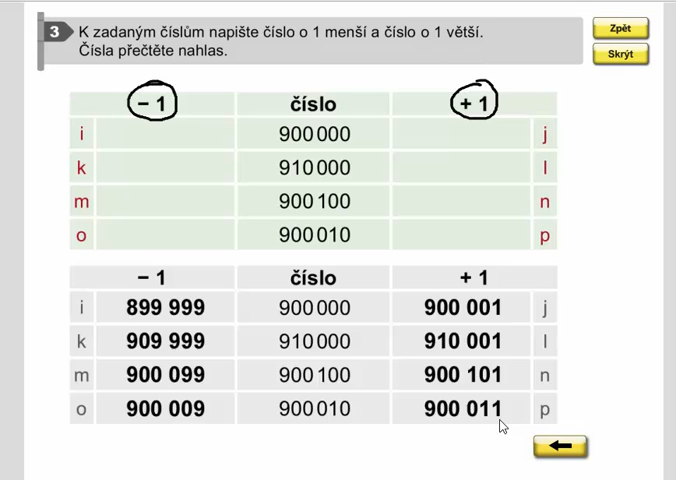 3 K zadaným číslům napište číslo o 1 menší a číslo o 1 větší.
Čísla přečtěte nahlas.
Zpět
Skrýt
− 1 číslo + 1
i 900 000 j
k 910 000 l
m 900 100 n
o 900 010 p
− 1 číslo + 1
i 899 999 900 000 900 001 j
k 909 999 910 000 910 001 l
m 900 099 900 100 900 101 n
o 900 009 900 010 900 011 p